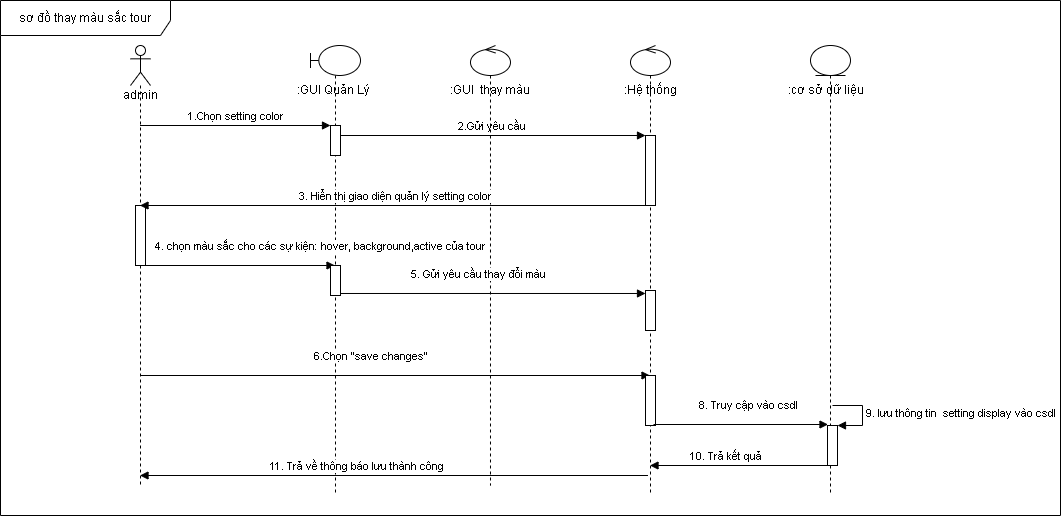 sơ đồ thay màu sắc tour
admin
:GUI Quản Lý
:GUI thay màu
:Hệ thống
:cơ sở dữ liệu
1.Chọn setting color
2.Gửi yêu cầu
3. Hiển thị giao diện quản lý setting color
4. chọn màu sắc cho các sự kiện: hover, background,active của tour
5. Gửi yêu cầu thay đổi màu
6.Chọn "save changes"
8. Truy cập vào csdl
9. lưu thông tin setting display vào csdl
10. Trả kết quả
11. Trả về thông báo lưu thành công